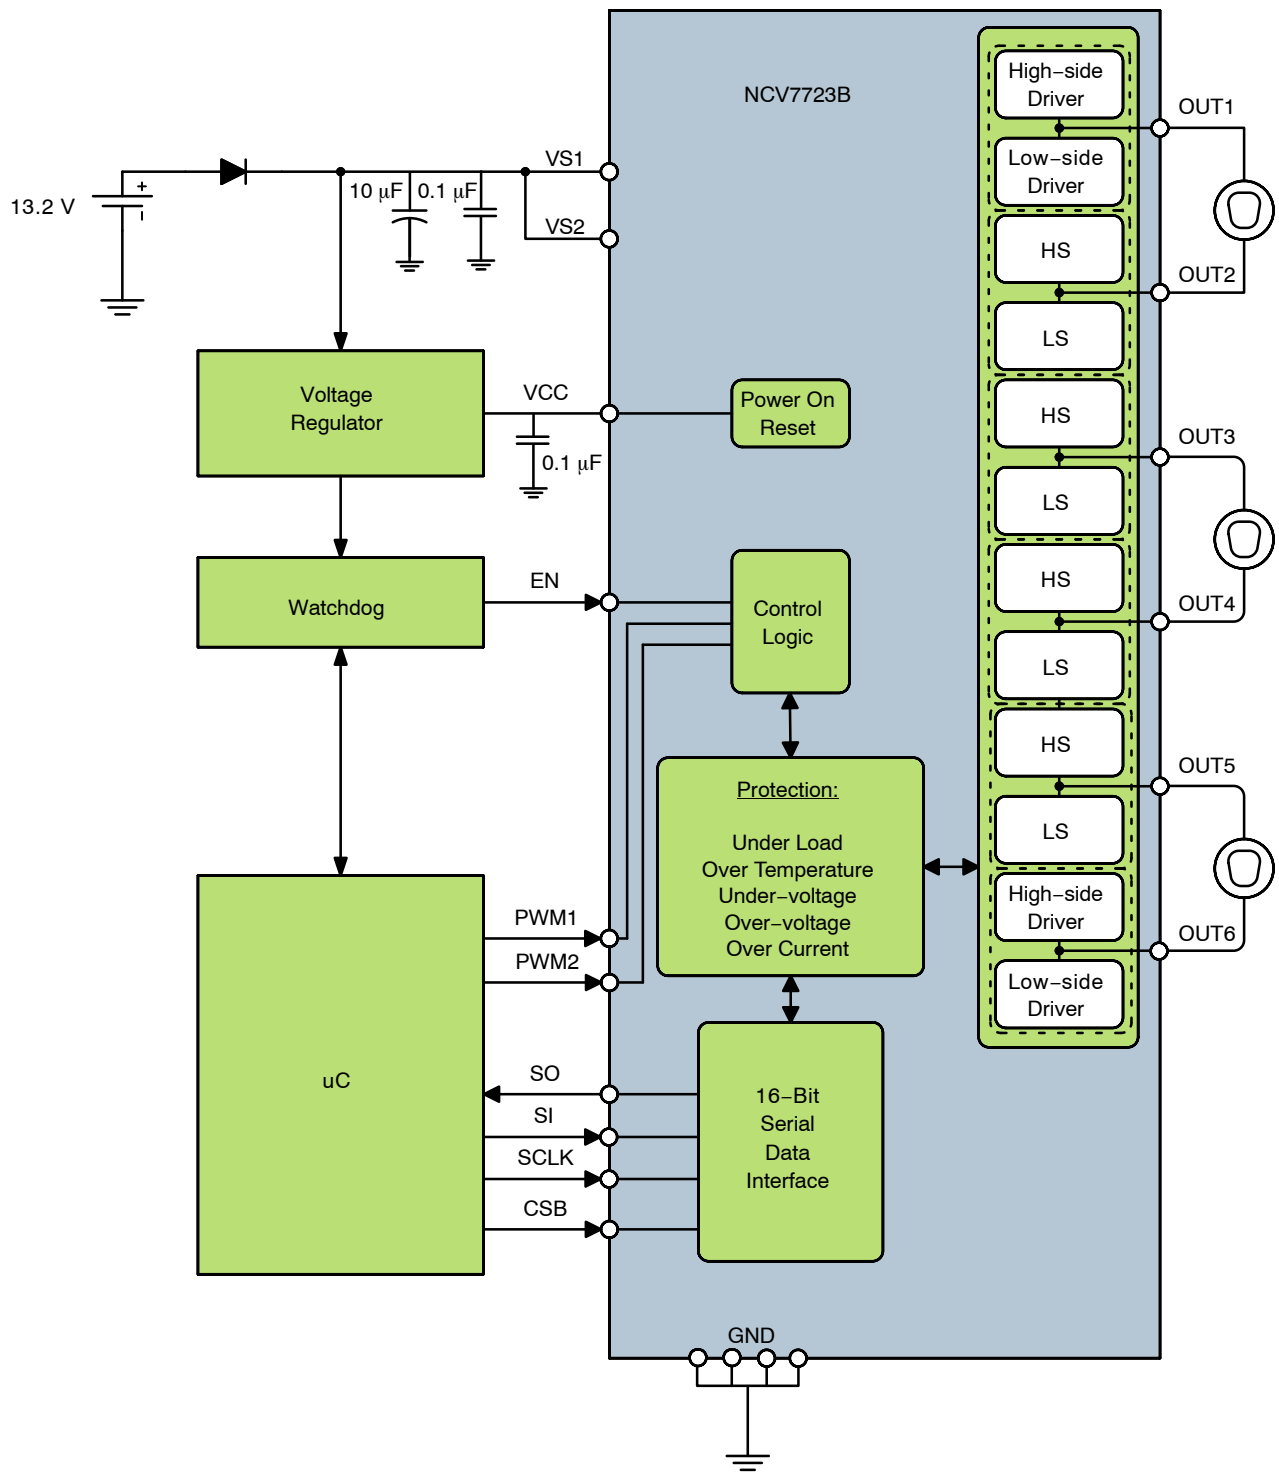 NCV7723B
High−side
Driver
OUT1
Low−side
Driver
VS1
10 μF
0.1 μF
+
13.2 V
−
VS2
HS
OUT2
LS
Voltage
Regulator
VCC
0.1 μF
Power On
Reset
HS
OUT3
LS
Watchdog
EN
Control
Logic
HS
OUT4
LS
HS
OUT5
LS
Protection:
Under Load
Over Temperature
Under−voltage
Over−voltage
Over Current
High−side
Driver
OUT6
Low−side
Driver
PWM1
PWM2
uC
SO
SI
SCLK
CSB
16−Bit
Serial
Data
Interface
GND